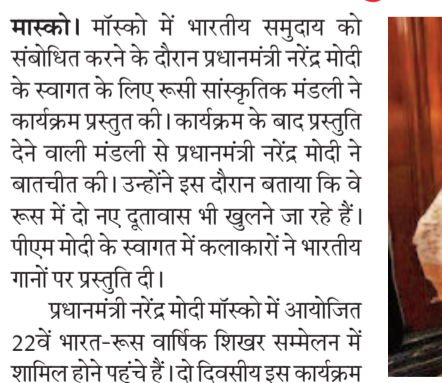 मास्को। मॉस्को में भारतीय समुदाय को
संबोधित करने के दौरान प्रधानमंत्री नरेंद्र मोदी
के स्वागत के लिए रूसी सांस्कृतिक मंडली ने
कार्यक्रम प्रस्तुत की। कार्यक्रम के बाद प्रस्तुति
देने वाली मंडली से प्रधानमंत्री नरेंद्र मोदी ने
बातचीत की। उन्होंने इस दौरान बताया कि वे
रूस में दो नए दूतावास भी खुलने जा रहे हैं।
पीएम मोदी के स्वागत में कलाकारों ने भारतीय
गानों पर प्रस्तुति दी।
प्रधानमंत्री नरेंद्र मोदी मॉस्को में आयोजित
22वें भारत-रूस वार्षिक शिखर सम्मेलन में
शामिल होने पहुंचे हैं। दो दिवसीय इस कार्यक्रम